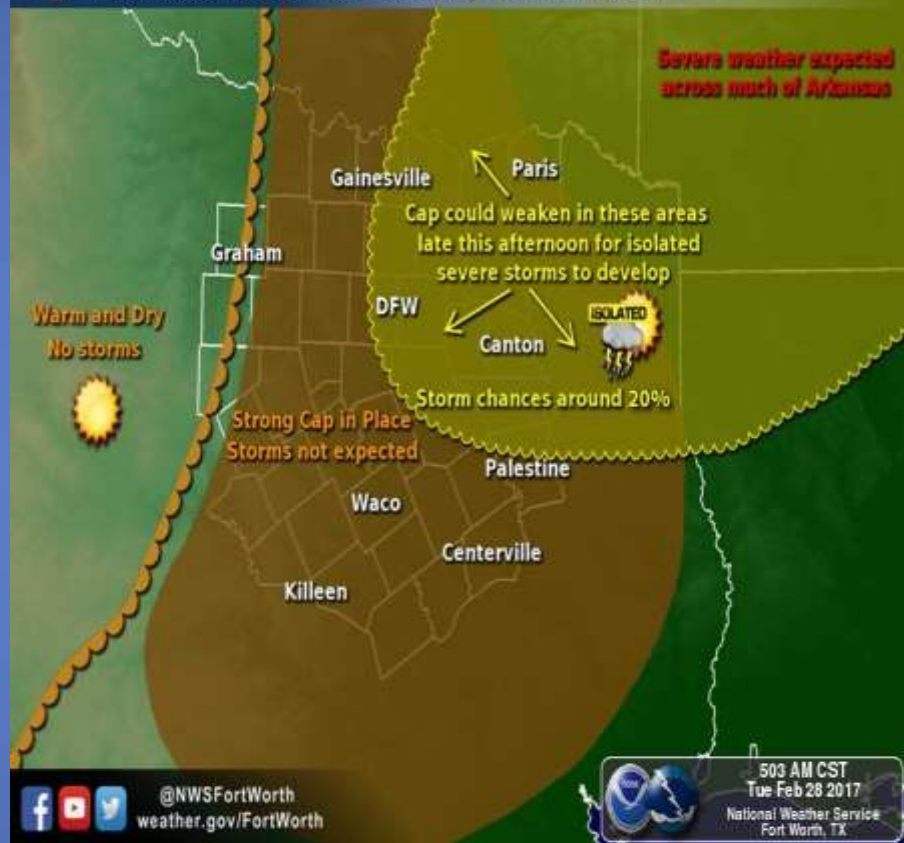 Severe weather expected
across much of Arkansas
Gainesville
Paris
Cap could weaken in these areas
late this afternoon for isolated
severe storms to develop
Graham
DFW
ISOLATED
Warm and Dry
No storms
Canton
Storm chances around 20%
Strong Cap in Place
Storms not expected
Palestine
Waco
Centerville
Killeen
@NWSFortWorth
weather.gov/FortWorth
503 AM CST
Tue Feb 28 2017
National Weather Service
Fort Worth, TX